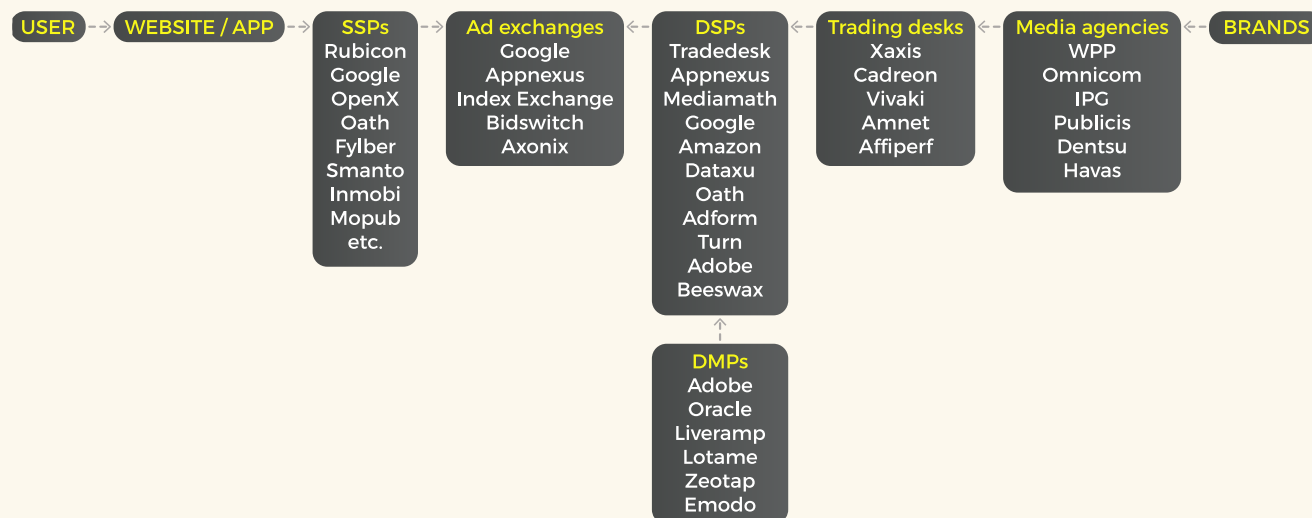 USER
WEBSITE / APP
SSPs
Rubicon
Google
OpenX
Oath
Fylber
Smanto
Inmobi
Mopub
etc.
Ad exchanges
Google
Appnexus
Index Exchange
Bidswitch
Axonix
DSPs
Tradedesk
Appnexus
Mediamath
Google
Amazon
Dataxu
Oath
Adform
Turn
Adobe
Beeswax
Trading desks
Xaxis
Cadreon
Vivaki
Amnet
Affiperf
Media agencies
WPP
Omnicom
IPG
Publicis
Dentsu
Havas
BRANDS
DMPs
Adobe
Oracle
Liveramp
Lotame
Zeotap
Emodo